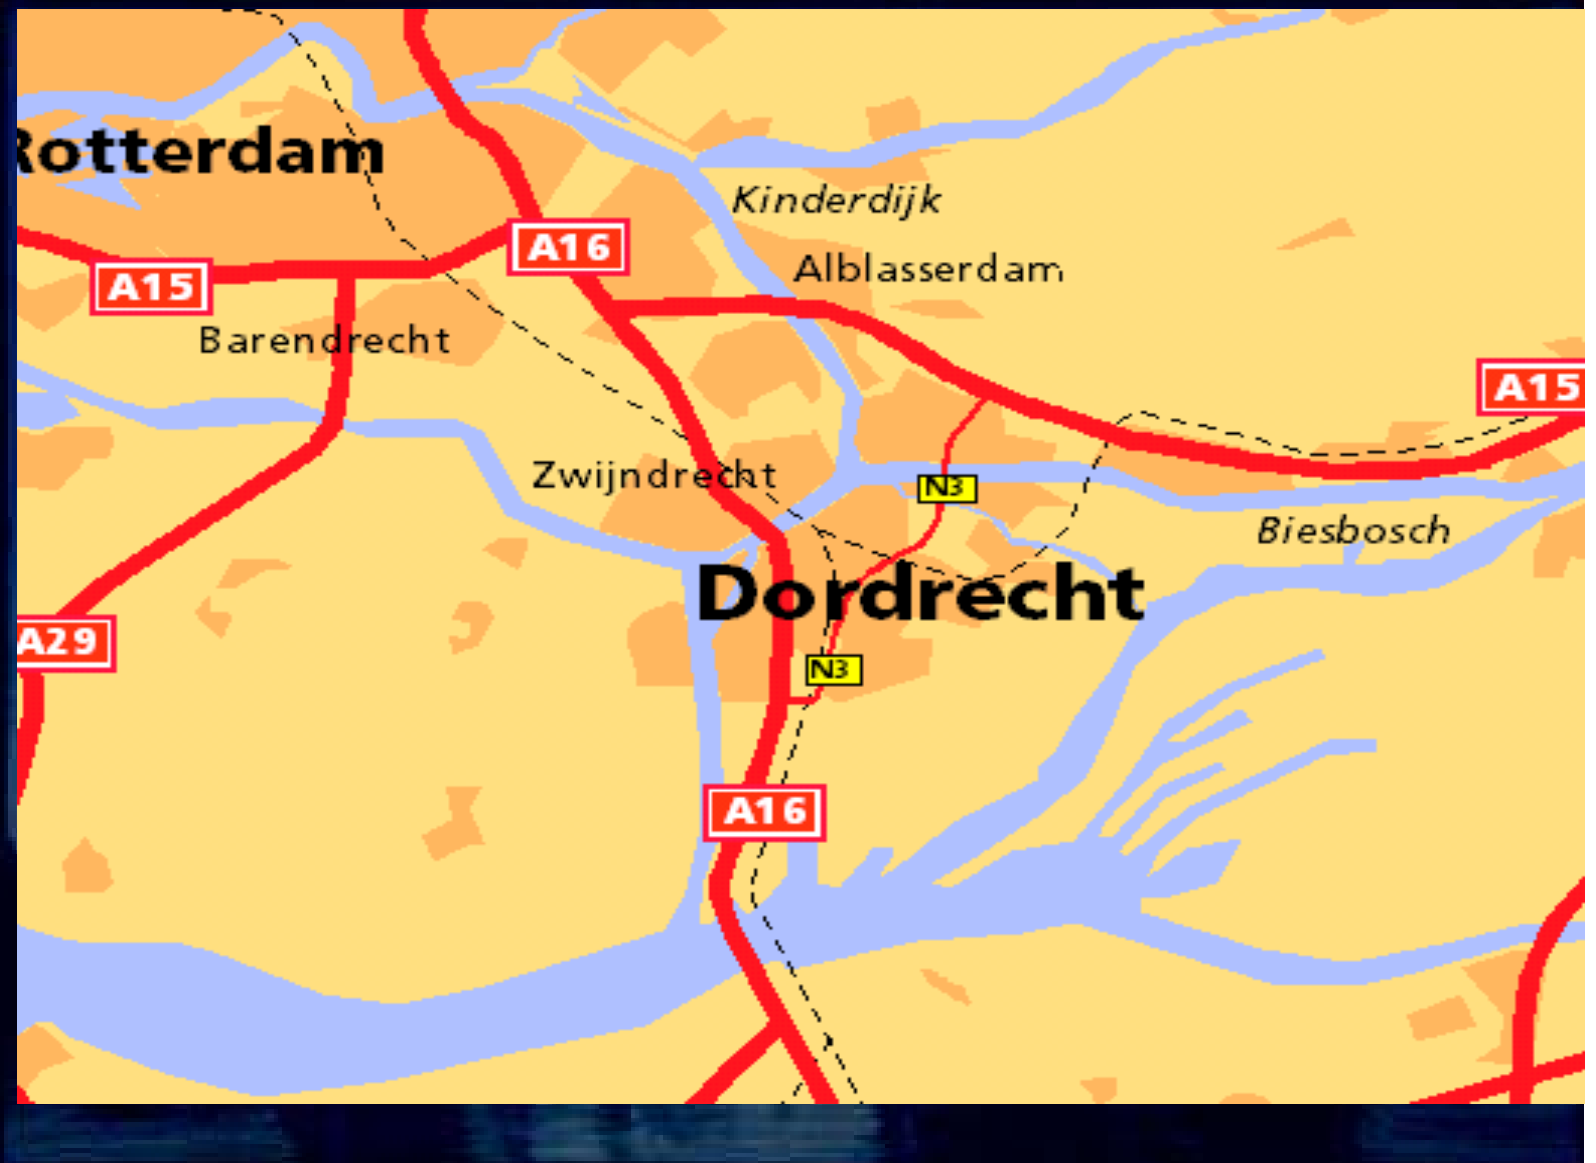 Rotterdam
Kinderdijk
A16
Alblasserdam
A15
Barendrecht
A15
Zwijndrecht
N3
Biesbosch
Dordrecht
A29
N3
A16